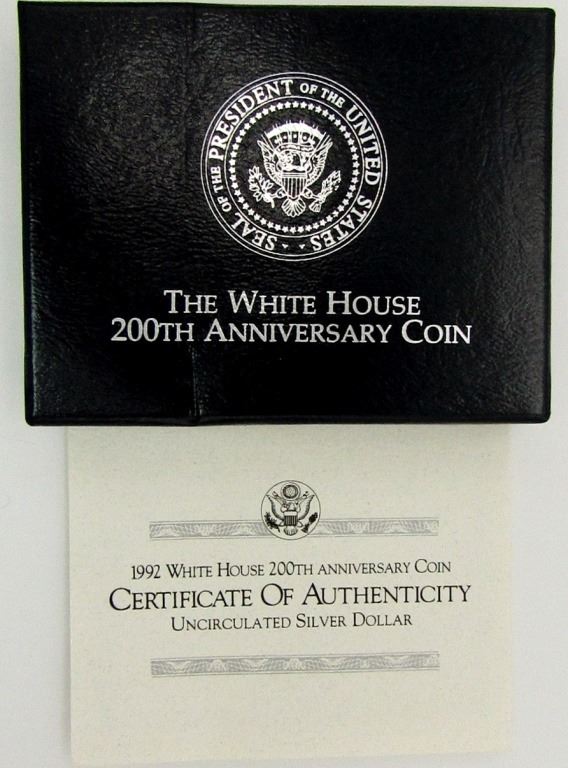 SEAL OF THE PRESIDENT OF THE UNITED STATES
THE WHITE HOUSE
200TH ANNIVERSARY COIN
1992 WHITE HOUSE 200TH ANNIVERSARY COIN
CERTIFICATE OF AUTHENTICITY
UNCIRCULATED SILVER DOLLAR